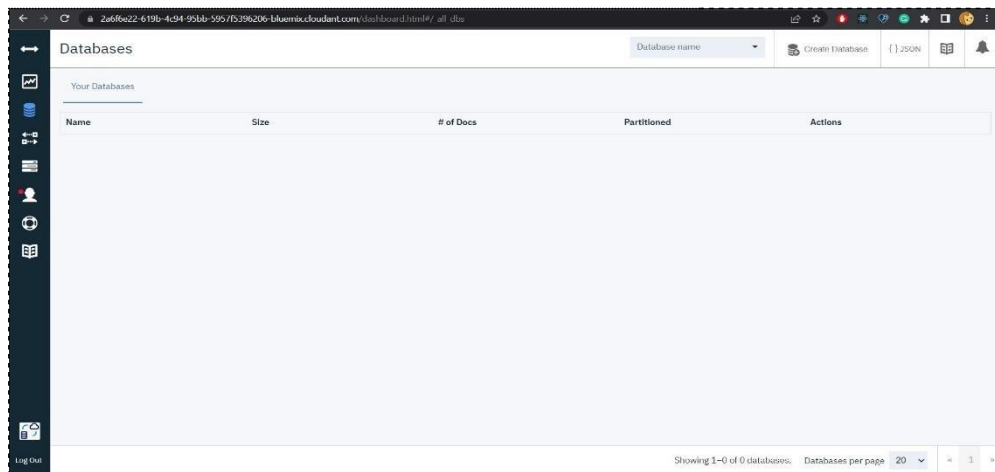 2a6f6e22-619b-4c94-95bb-5957f5396206-bluemix.cloudant.com/dashboard.html#/_all_dbs
Databases
Database name
Create Database
{ } JSON
Your Databases
Name Size # of Docs Partitioned Actions
Log Out
Showing 1–0 of 0 databases.
Databases per page 20
« 1 »